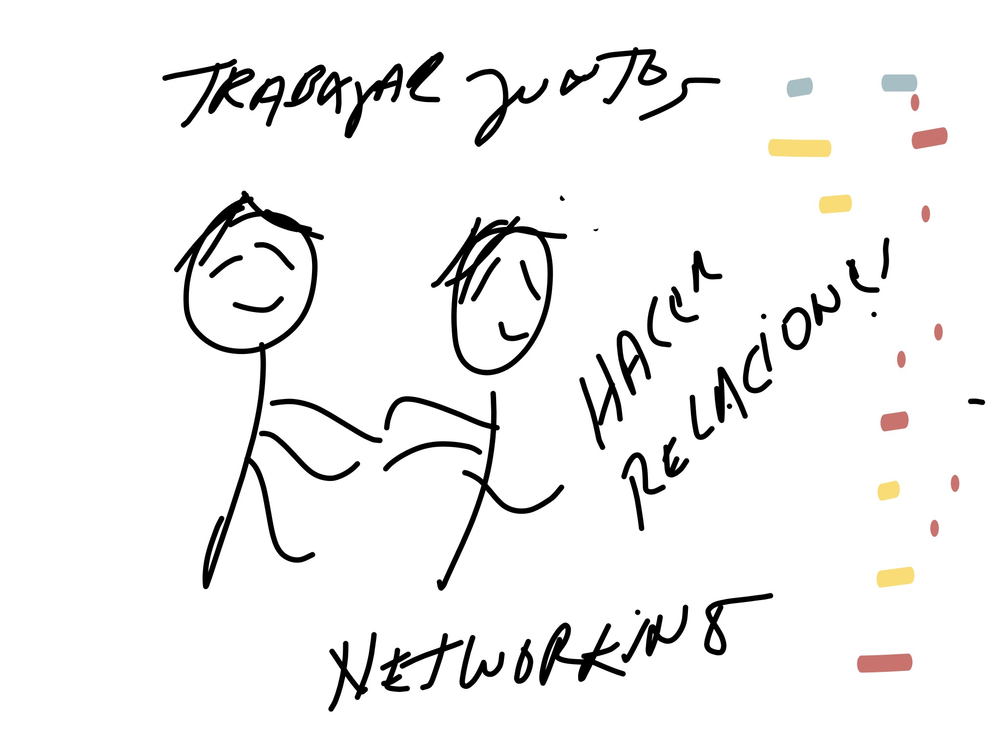 TRABAJAR JUNTOS
HACER
RELACIONES
NETWORKING